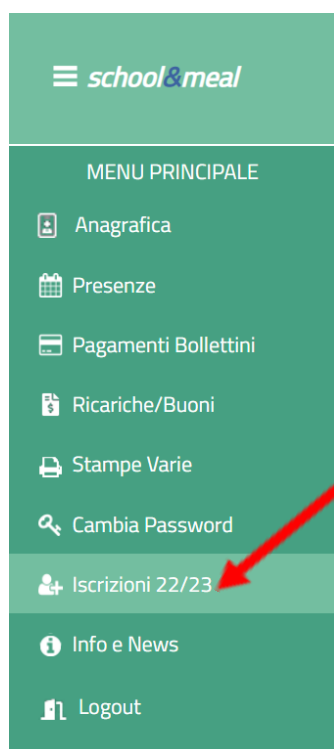 school&meal
MENU PRINCIPALE
Anagrafica
Presenze
Pagamenti Bollettini
Ricariche/Buoni
Stampe Varie
Cambia Password
Iscrizioni 22/23
Info e News
Logout